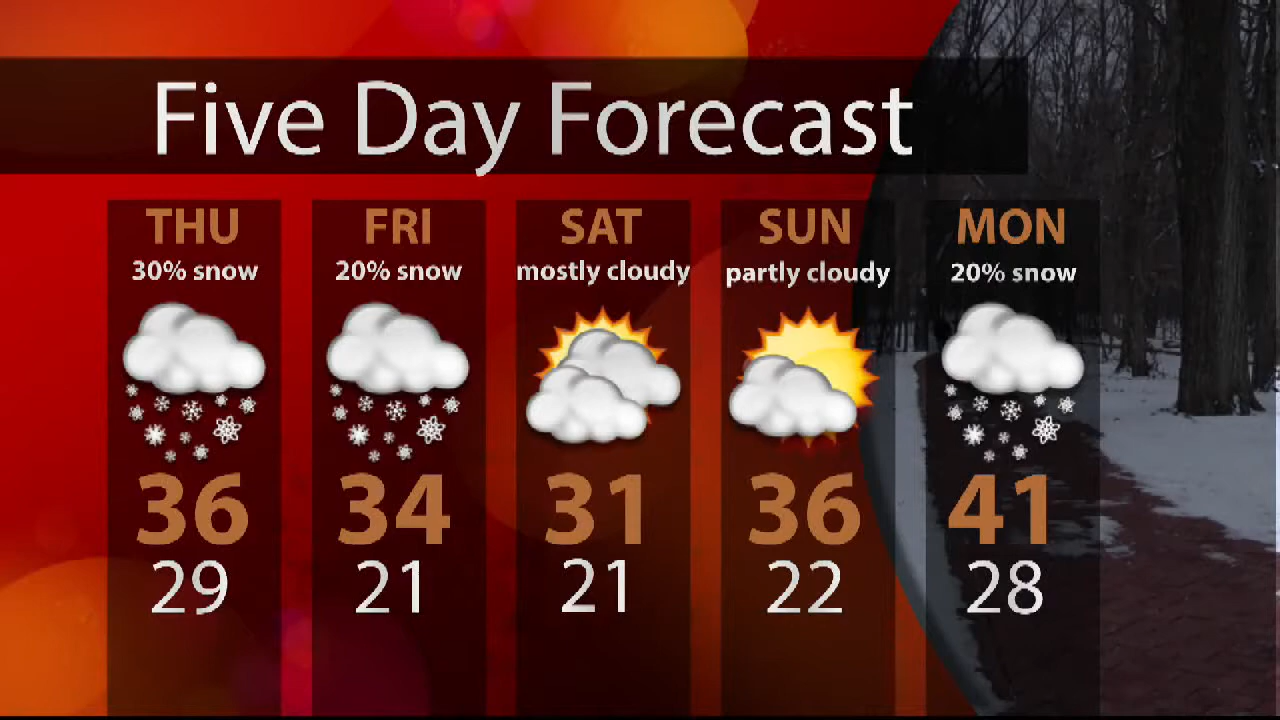 Five Day Forecast
THU
30% snow
36
29
FRI
20% snow
34
21
SAT
mostly cloudy
31
21
SUN
partly cloudy
36
22
MON
20% snow
41
28